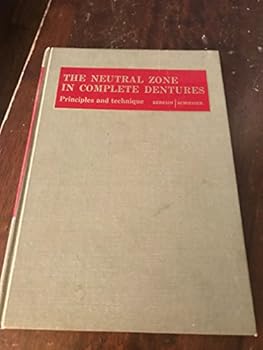 THE NEUTRAL ZONE
IN COMPLETE DENTURES
Principles and technique BERESIN | SCHIESSER